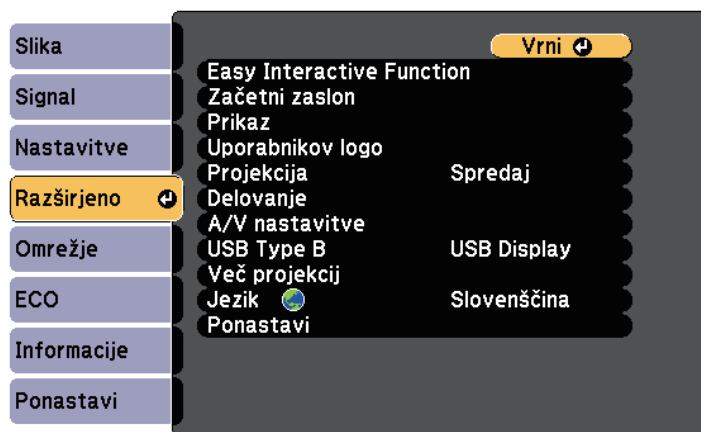 Slika
Signal
Nastavitve
Razširjeno
Omrežje
ECO
Informacije
Ponastavi
Vrni
Easy Interactive Function
Začetni zaslon
Prikaz
Uporabnikov logo
Projekcija Spredaj
Delovanje
A/V nastavitve
USB Type B USB Display
Več projekcij
Jezik Slovenščina
Ponastavi